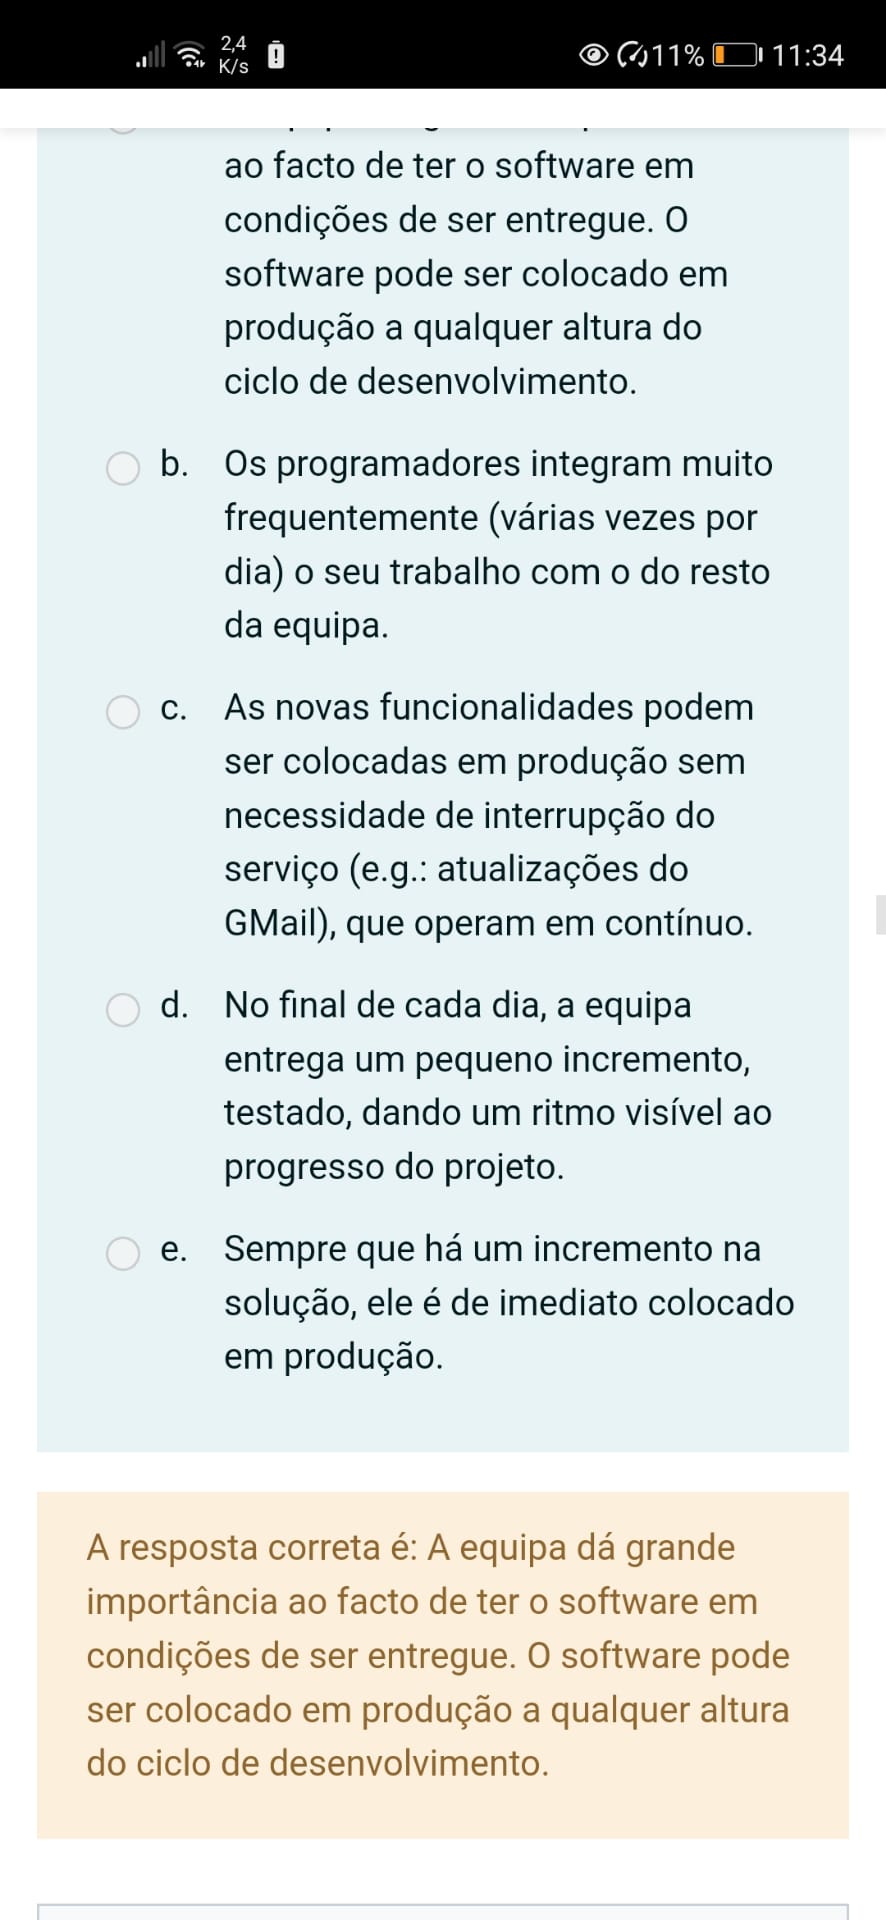 2,4
K/s
11%
11:34
ao facto de ter o software em
condições de ser entregue. O
software pode ser colocado em
produção a qualquer altura do
ciclo de desenvolvimento.
b. Os programadores integram muito
frequentemente (várias vezes por
dia) o seu trabalho com o do resto
da equipa.
c. As novas funcionalidades podem
ser colocadas em produção sem
necessidade de interrupção do
serviço (e.g.: atualizações do
GMail), que operam em contínuo.
d. No final de cada dia, a equipa
entrega um pequeno incremento,
testado, dando um ritmo visível ao
progresso do projeto.
e. Sempre que há um incremento na
solução, ele é de imediato colocado
em produção.
A resposta correta é: A equipa dá grande
importância ao facto de ter o software em
condições de ser entregue. O software pode
ser colocado em produção a qualquer altura
do ciclo de desenvolvimento.